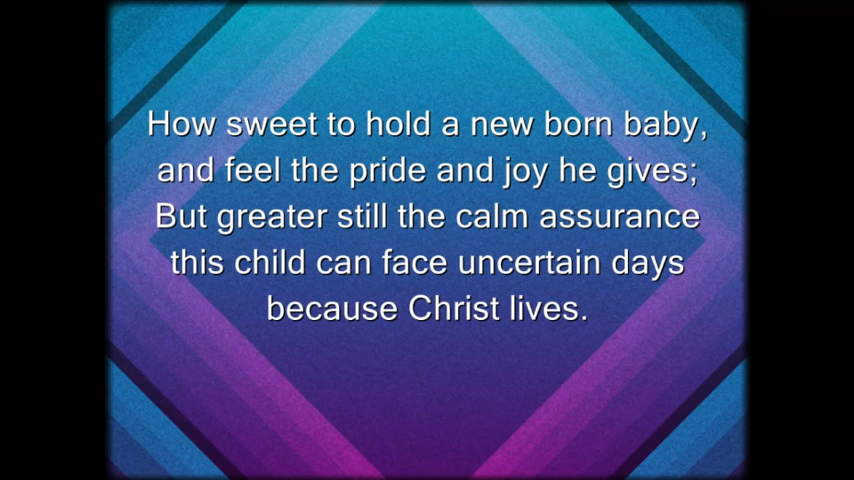 How sweet to hold a new born baby,
and feel the pride and joy he gives;
But greater still the calm assurance
this child can face uncertain days
because Christ lives.